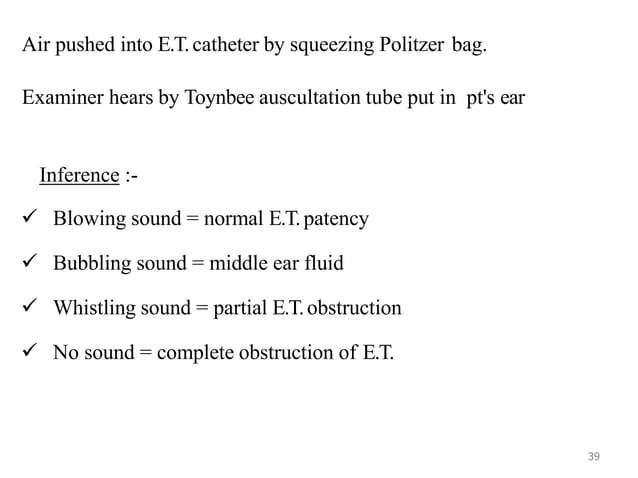 Air pushed into E.T. catheter by squeezing Politzer bag.
Examiner hears by Toynbee auscultation tube put in pt's ear
Inference :-
✓ Blowing sound = normal E.T. patency
✓ Bubbling sound = middle ear fluid
✓ Whistling sound = partial E.T. obstruction
✓ No sound = complete obstruction of E.T.
39